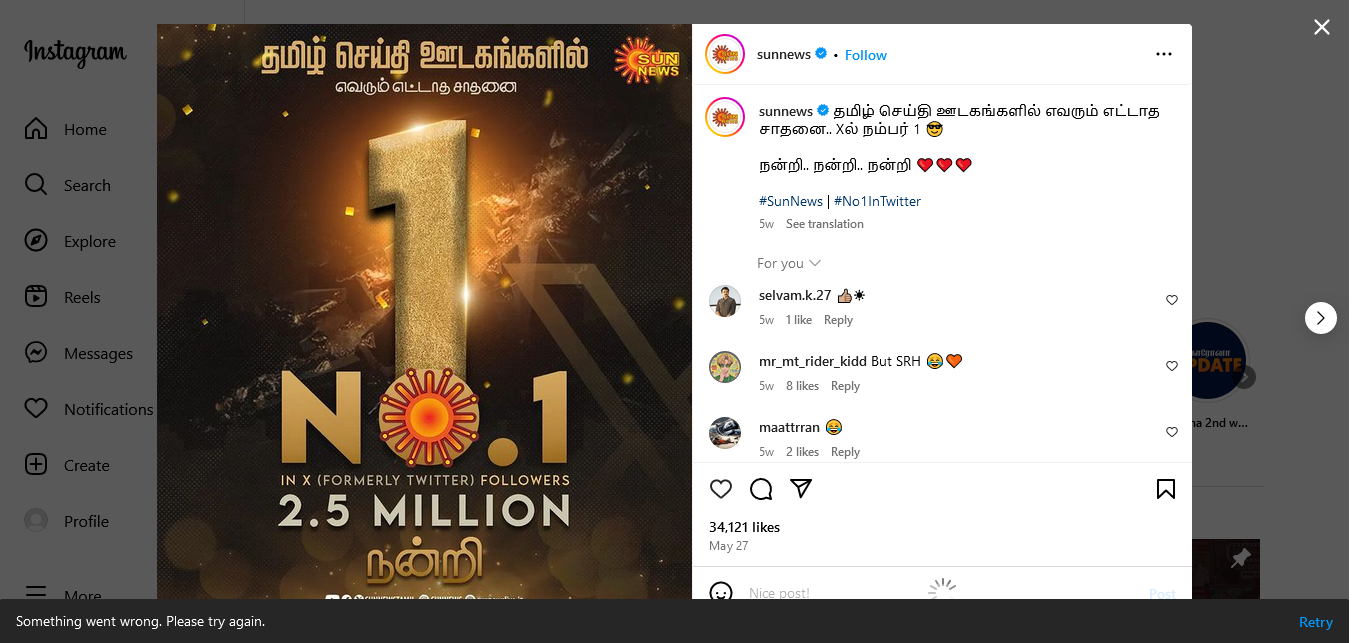 Instagram
Home
Search
Explore
Reels
Messages
Notifications
Create
Profile
More
தமிழ் செய்தி ஊடகங்களில்
எவரும் எட்டாத சாதனை
SUN
NEWS
1
NO.1
IN X (FORMERLY TWITTER) FOLLOWERS
2.5 MILLION
நன்றி
sunnews • Follow
sunnews தமிழ் செய்தி ஊடகங்களில் எவரும் எட்டாத
சாதனை.. Xல் நம்பர் 1 😎
நன்றி.. நன்றி.. நன்றி ❤️❤️❤️
#SunNews | #No1InTwitter
5w See translation
For you
selvam.k.27 👍🏽☀
5w 1 like Reply
mr_mt_rider_kidd But SRH 😂🧡
5w 8 likes Reply
maattrran 😂
5w 2 likes Reply
34,121 likes
May 27
Nice post!
Post
UPDATE
2nd w...
Something went wrong. Please try again.
Retry